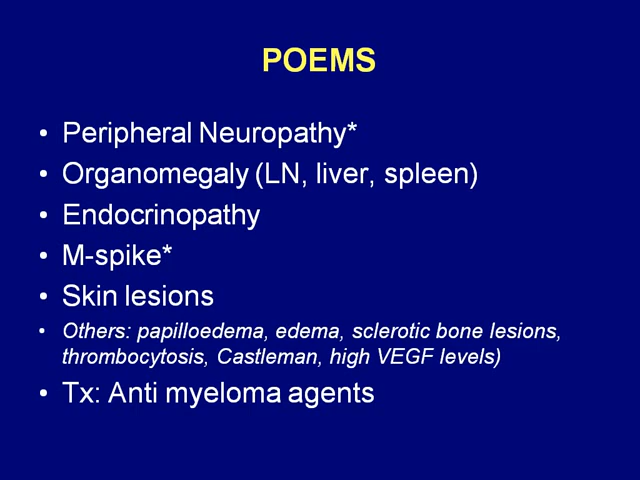 POEMS
• Peripheral Neuropathy*
• Organomegaly (LN, liver, spleen)
• Endocrinopathy
• M-spike*
• Skin lesions
• Others: papilloedema, edema, sclerotic bone lesions,
thrombocytosis, Castleman, high VEGF levels)
• Tx: Anti myeloma agents